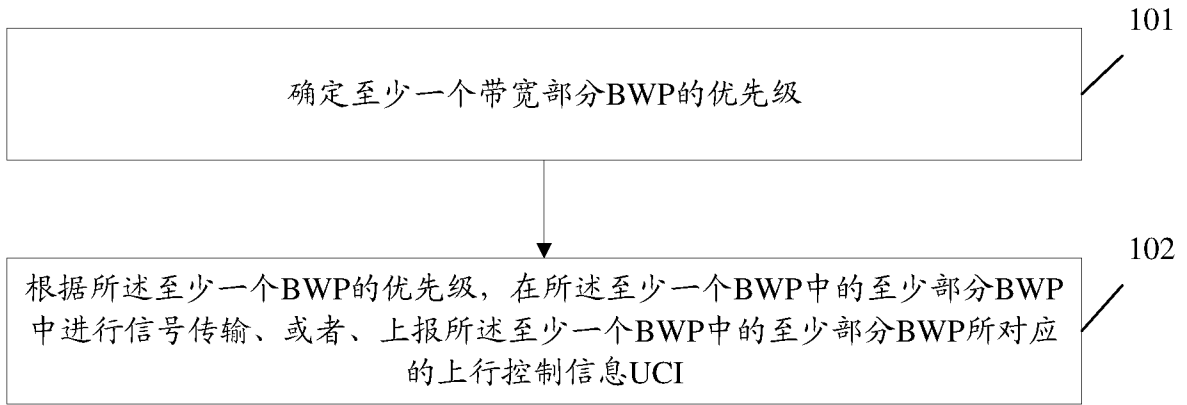 101
确定至少一个带宽部分BWP的优先级
102
根据所述至少一个BWP的优先级，在所述至少一个BWP中的至少部分BWP
中进行信号传输、或者、上报所述至少一个BWP中的至少部分BWP所对应
的上行控制信息UCI